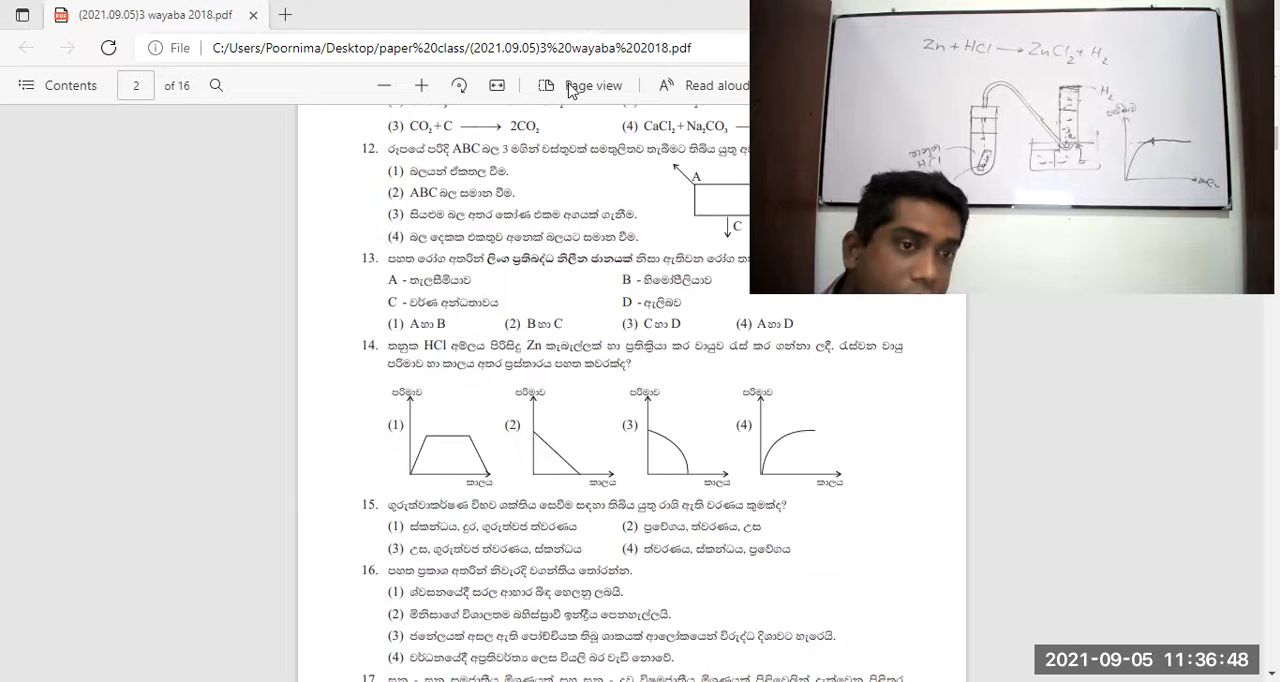 (2021.09.05)3 wayaba 2018.pdf
File C:/Users/Poornima/Desktop/paper%20class/(2021.09.05)3%20wayaba%202018.pdf
Contents 2 of 16 Page view Read aloud
(3) CO₂ + C ⟶ 2CO₂ (4) CaCl₂ + Na₂CO₃
12. රූපයේ පරිදි ABC බල 3 මගින් වස්තුවක් සමතුලිතව තැබීමට තිබිය යුතු
(1) බලයන් ඒකතල වීම.
(2) ABC බල සමාන වීම.
(3) සියළුම බල අතර කෝණ එකම අගයක් ගැනීම.
(4) බල දෙකක එකතුව අනෙක් බලයට සමාන වීම.
A
C
13. පහත රෝග අතරින් ලිංග ප්‍රතිබද්ධ නිලීන ජානයක් නිසා ඇතිවන රෝග
A - තැලසීමියාව B - හිමෝපීලියාව
C - වර්ණ අන්ධතාවය D - ඇලිබව
(1) A හා B (2) B හා C (3) C හා D (4) A හා D
14. තනුක HCl අම්ලය පිරිසිදු Zn කැබැල්ලක් හා ප්‍රතික්‍රියා කර වායුව රැස් කර ගන්නා ලදී. රැස්වන වායු
පරිමාව හා කාලය අතර ප්‍රස්තාරය පහත කවරක්ද?
පරිමාව පරිමාව පරිමාව පරිමාව
(1) (2) (3) (4)
කාලය කාලය කාලය කාලය
15. ගුරුත්වාකර්ෂණ විභව ශක්තිය සෙවීම සඳහා තිබිය යුතු රාශි ඇති වරණය කුමක්ද?
(1) ස්කන්ධය, දුර, ගුරුත්වජ ත්වරණය (2) ප්‍රවේගය, ත්වරණය, උස
(3) උස, ගුරුත්වජ ත්වරණය, ස්කන්ධය (4) ත්වරණය, ස්කන්ධය, ප්‍රවේගය
16. පහත ප්‍රකාශ අතරින් නිවැරදි වගන්තිය තෝරන්න.
(1) ශ්වසනයේදී සරල ආහාර බිඳ හෙලනු ලබයි.
(2) මිනිසාගේ විශාලතම බහිස්ස්‍රාවී ඉන්ද්‍රිය පෙනහැල්ලයි.
(3) ජනේලයක් අසල ඇති පෝච්චියක තිබූ ශාකයක් ආලෝකයෙන් විරුද්ධ දිශාවට හැරෙයි.
(4) වර්ධනයේදී අප්‍රතිවර්ත්‍ය ලෙස වියලි බර වැඩි නොවේ.
17.
Zn + HCl ⟶ ZnCl₂ + H₂
H₂
පරිමාව
HCl
කාලය
2021-09-05 11:36:48